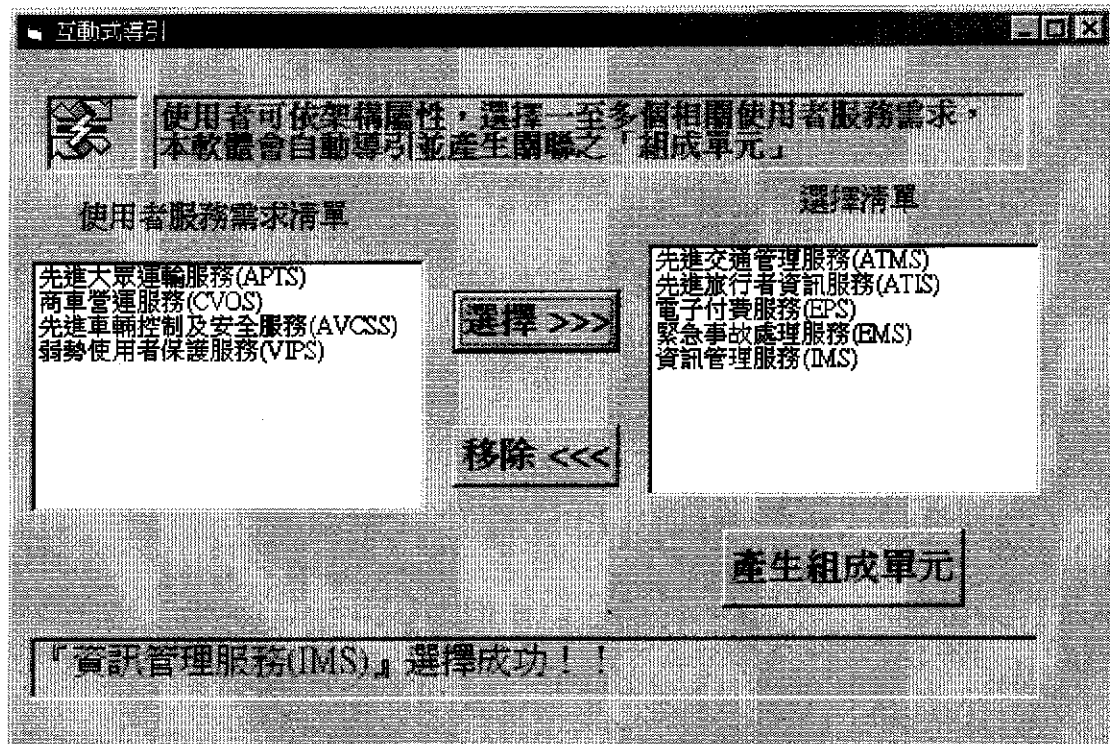 互動式導引
使用者可依架構屬性，選擇一至多個相關使用者服務需求，
本軟體會自動導引並產生關聯之「組成單元」
使用者服務需求清單
先進大眾運輸服務(APTS)
商車營運服務(CVOS)
先進車輛控制及安全服務(AVCSS)
弱勢使用者保護服務(VIPS)
選擇 >>>
移除 <<<
選擇清單
先進交通管理服務(ATMS)
先進旅行者資訊服務(ATIS)
電子付費服務(EPS)
緊急事故處理服務(EMS)
資訊管理服務(IMS)
產生組成單元
『資訊管理服務(IMS)』選擇成功！！